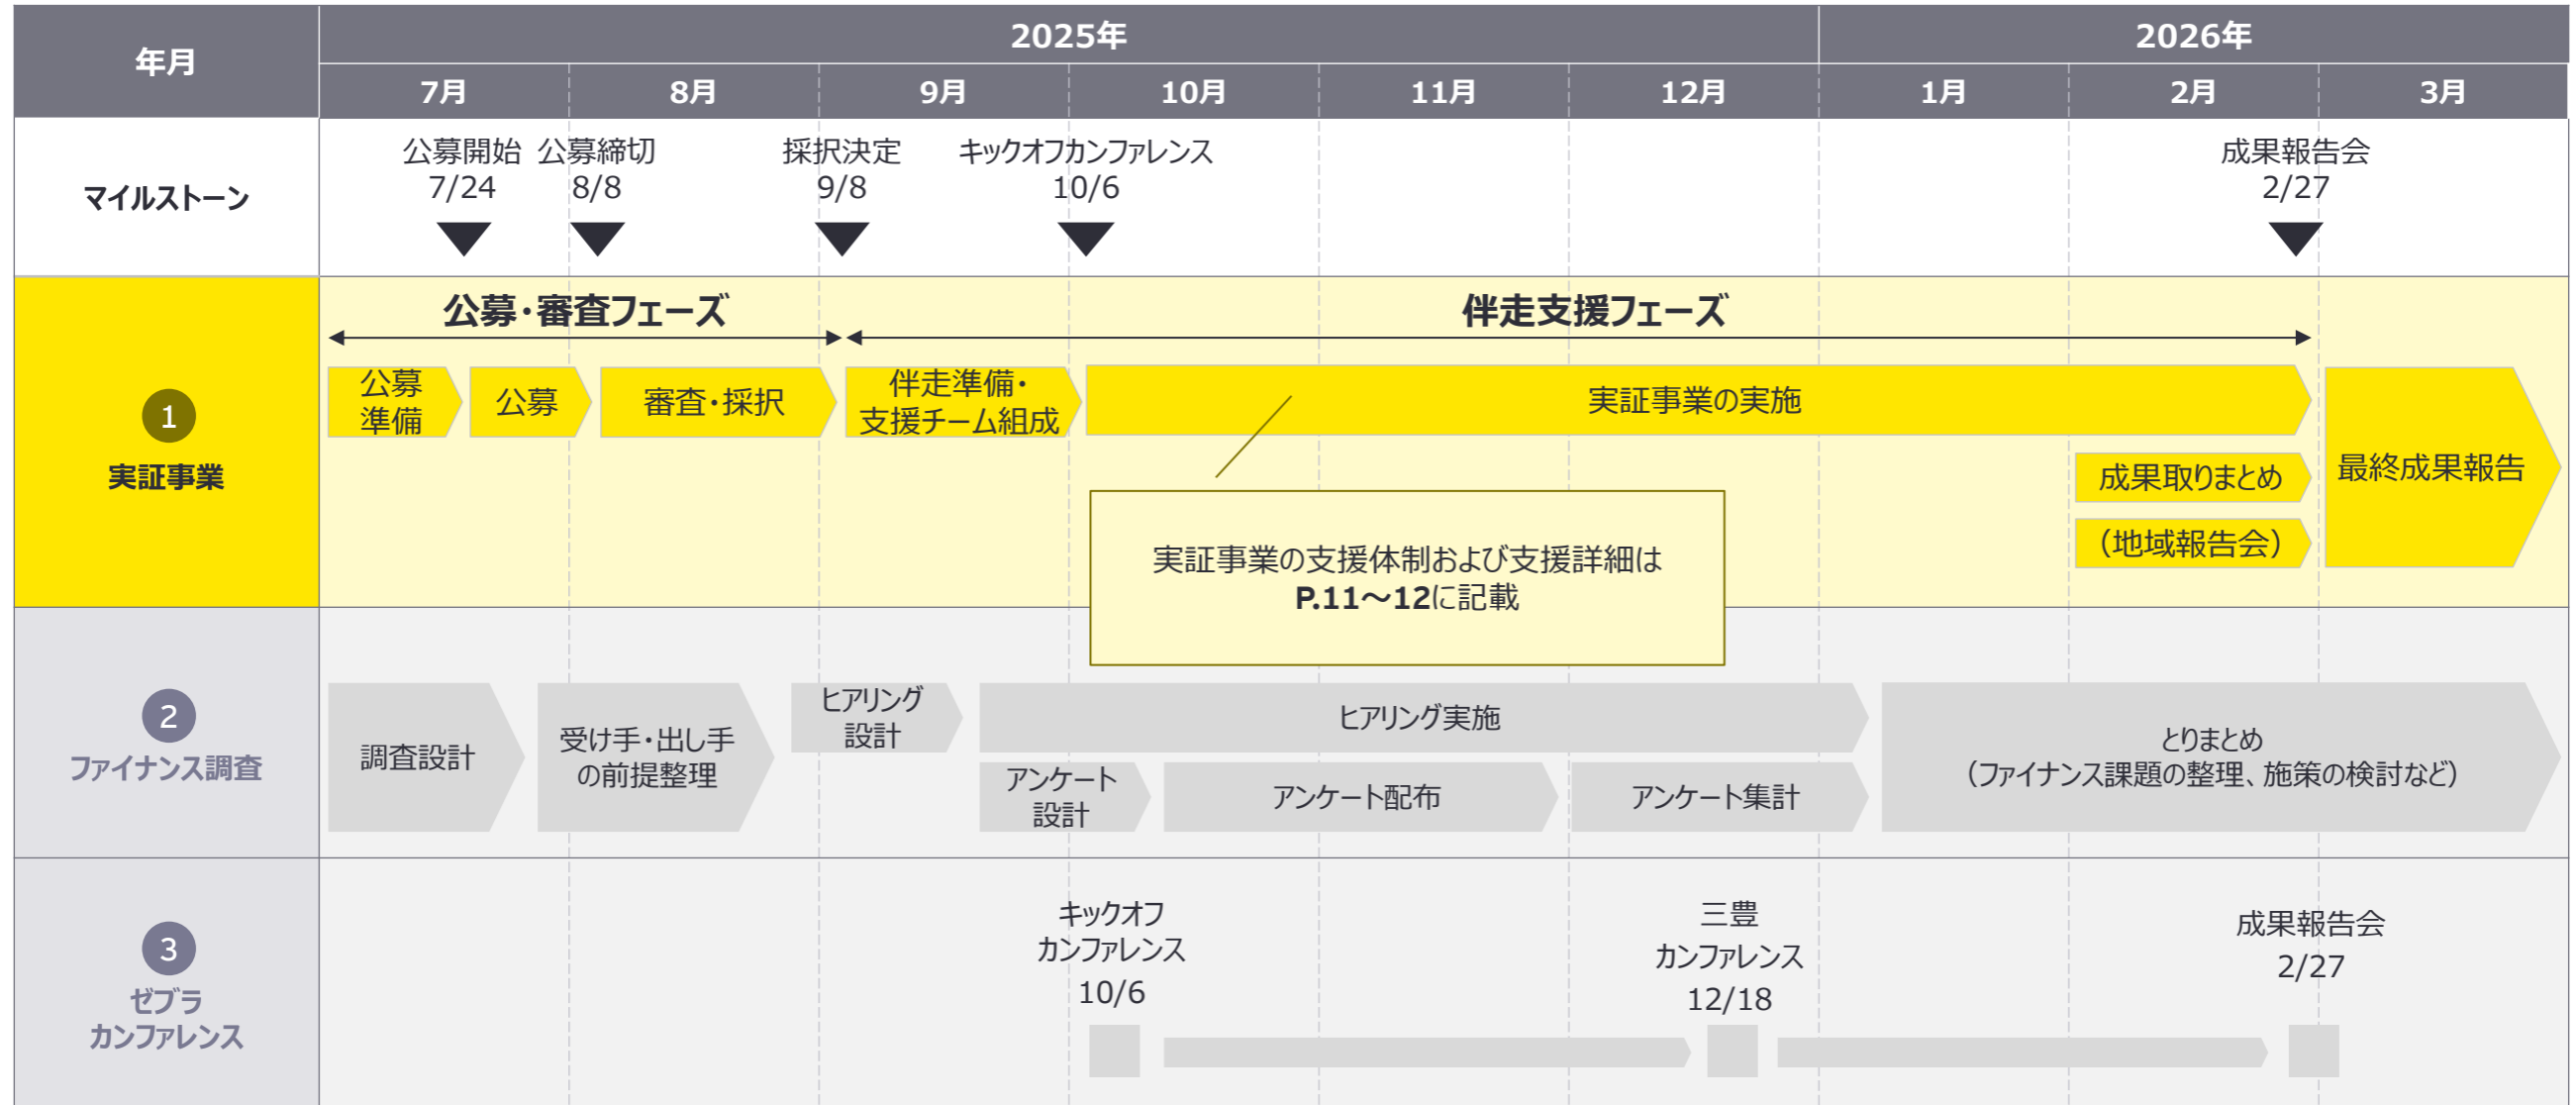 年月
2025年
2026年
7月
8月
9月
10月
11月
12月
1月
2月
3月
マイルストーン
公募開始
7/24
公募締切
8/8
採択決定
9/8
キックオフカンファレンス
10/6
成果報告会
2/27
1
実証事業
公募・審査フェーズ
伴走支援フェーズ
公募
準備
公募
審査・採択
伴走準備・
支援チーム組成
実証事業の実施
成果取りまとめ
（地域報告会）
最終成果報告
実証事業の支援体制および支援詳細は
P.11～12に記載
2
ファイナンス調査
調査設計
受け手・出し手
の前提整理
ヒアリング
設計
ヒアリング実施
アンケート
設計
アンケート配布
アンケート集計
とりまとめ
（ファイナンス課題の整理、施策の検討など）
3
ゼブラ
カンファレンス
キックオフ
カンファレンス
10/6
三豊
カンファレンス
12/18
成果報告会
2/27